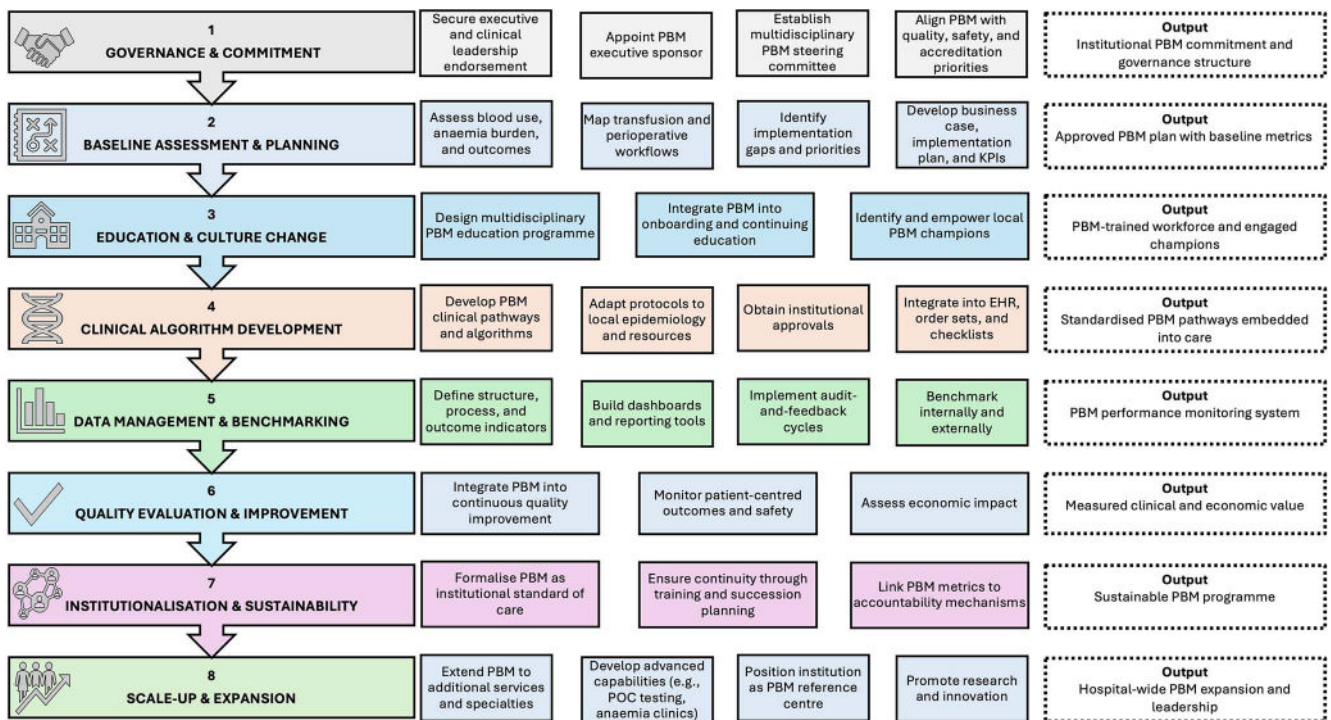 1
GOVERNANCE & COMMITMENT
Secure executive
and clinical
leadership
endorsement
Appoint PBM
executive sponsor
Establish
multidisciplinary
PBM steering
committee
Align PBM with
quality, safety, and
accreditation
priorities
Output
Institutional PBM commitment and
governance structure
2
BASELINE ASSESSMENT & PLANNING
Assess blood use,
anaemia burden,
and outcomes
Map transfusion and
perioperative
workflows
Identify
implementation
gaps and priorities
Develop business
case,
implementation
plan, and KPIs
Output
Approved PBM plan with baseline metrics
3
EDUCATION & CULTURE CHANGE
Design multidisciplinary
PBM education programme
Integrate PBM into
onboarding and continuing
education
Identify and empower local
PBM champions
Output
PBM-trained workforce and engaged
champions
4
CLINICAL ALGORITHM DEVELOPMENT
Develop PBM
clinical pathways
and algorithms
Adapt protocols to
local epidemiology
and resources
Obtain institutional
approvals
Integrate into EHR,
order sets, and
checklists
Output
Standardised PBM pathways embedded
into care
5
DATA MANAGEMENT & BENCHMARKING
Define structure,
process, and
outcome indicators
Build dashboards
and reporting tools
Implement audit-
and-feedback
cycles
Benchmark
internally and
externally
Output
PBM performance monitoring system
6
QUALITY EVALUATION & IMPROVEMENT
Integrate PBM into
continuous quality
improvement
Monitor patient-centred
outcomes and safety
Assess economic impact
Output
Measured clinical and economic value
7
INSTITUTIONALISATION & SUSTAINABILITY
Formalise PBM as
institutional standard of
care
Ensure continuity through
training and succession
planning
Link PBM metrics to
accountability mechanisms
Output
Sustainable PBM programme
8
SCALE-UP & EXPANSION
Extend PBM to
additional services
and specialties
Develop advanced
capabilities (e.g.,
POC testing,
anaemia clinics)
Position institution
as PBM reference
centre
Promote research
and innovation
Output
Hospital-wide PBM expansion and
leadership